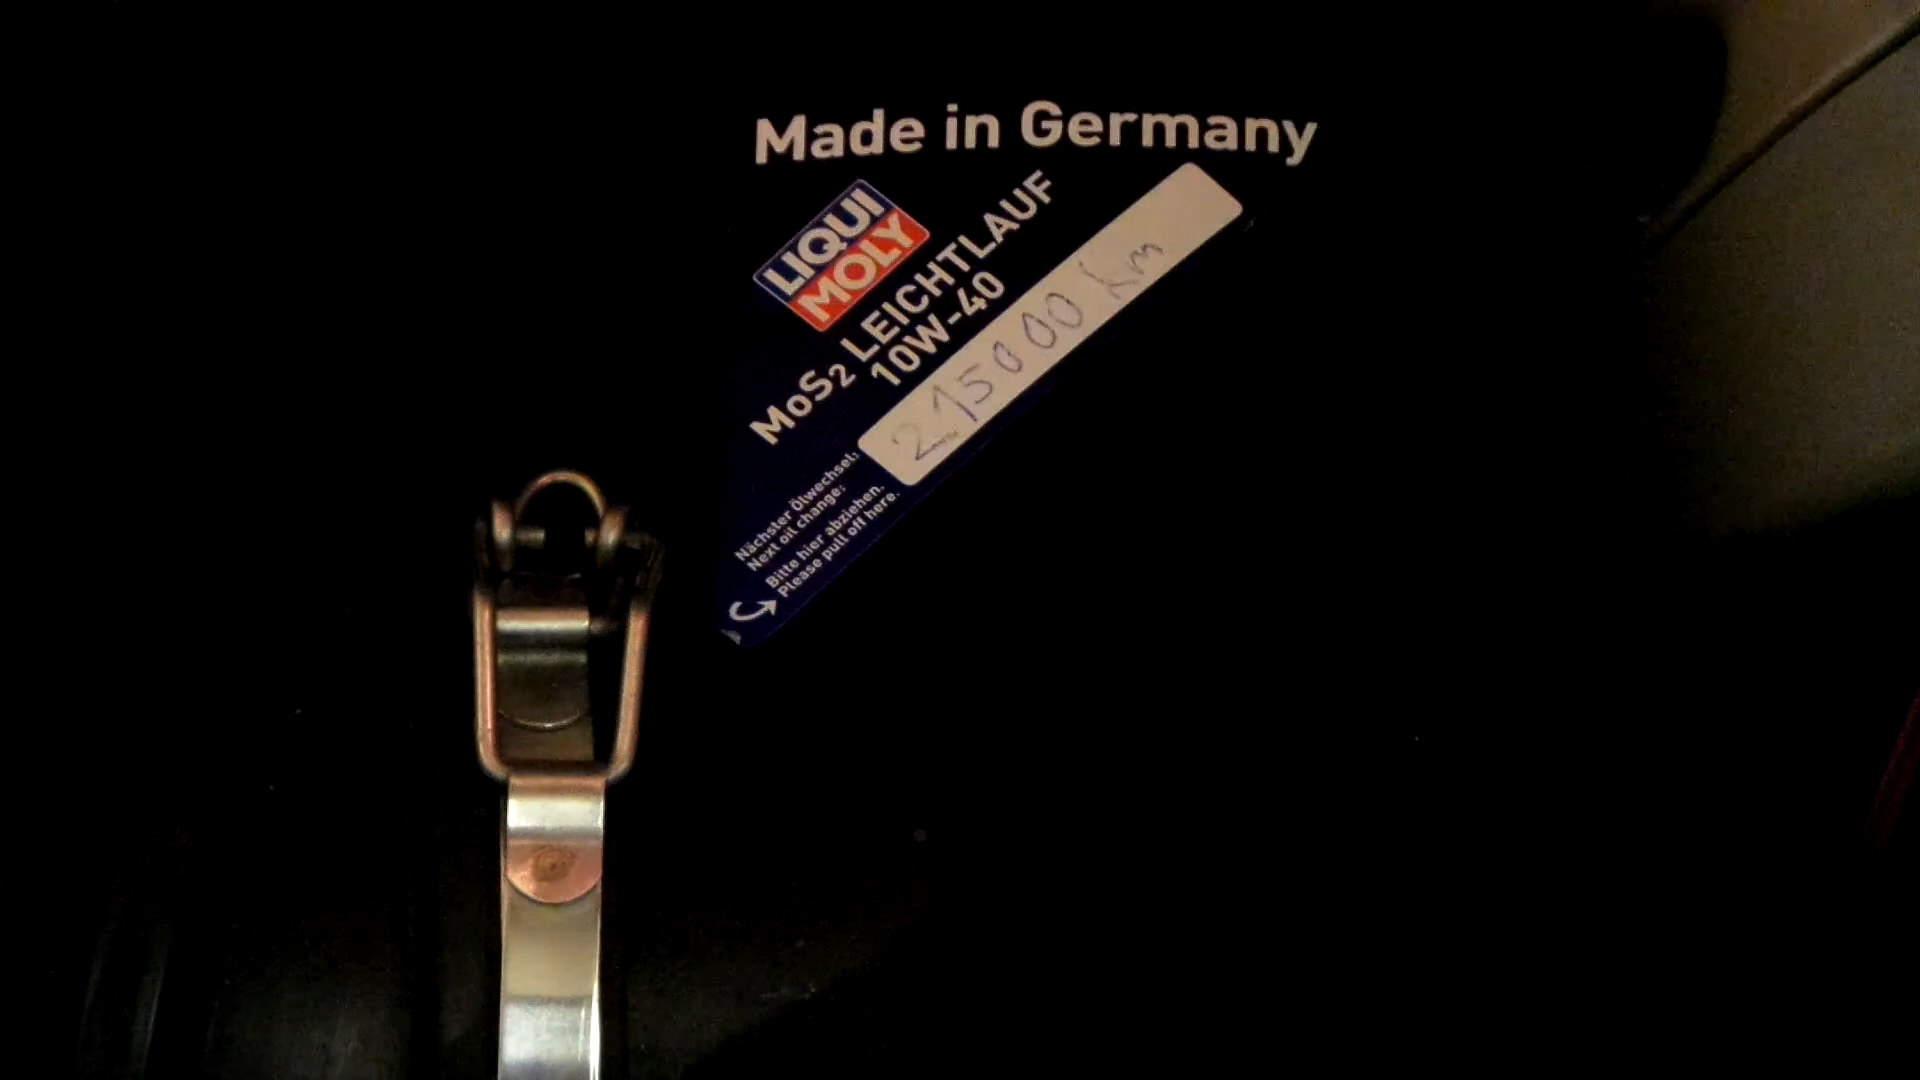 Made in Germany
LIQUI
MOLY
MoS2 LEICHTLAUF
10W-40
215000 km
Nächster Ölwechsel:
Next oil change:
Bitte hier abziehen.
Please pull off here.